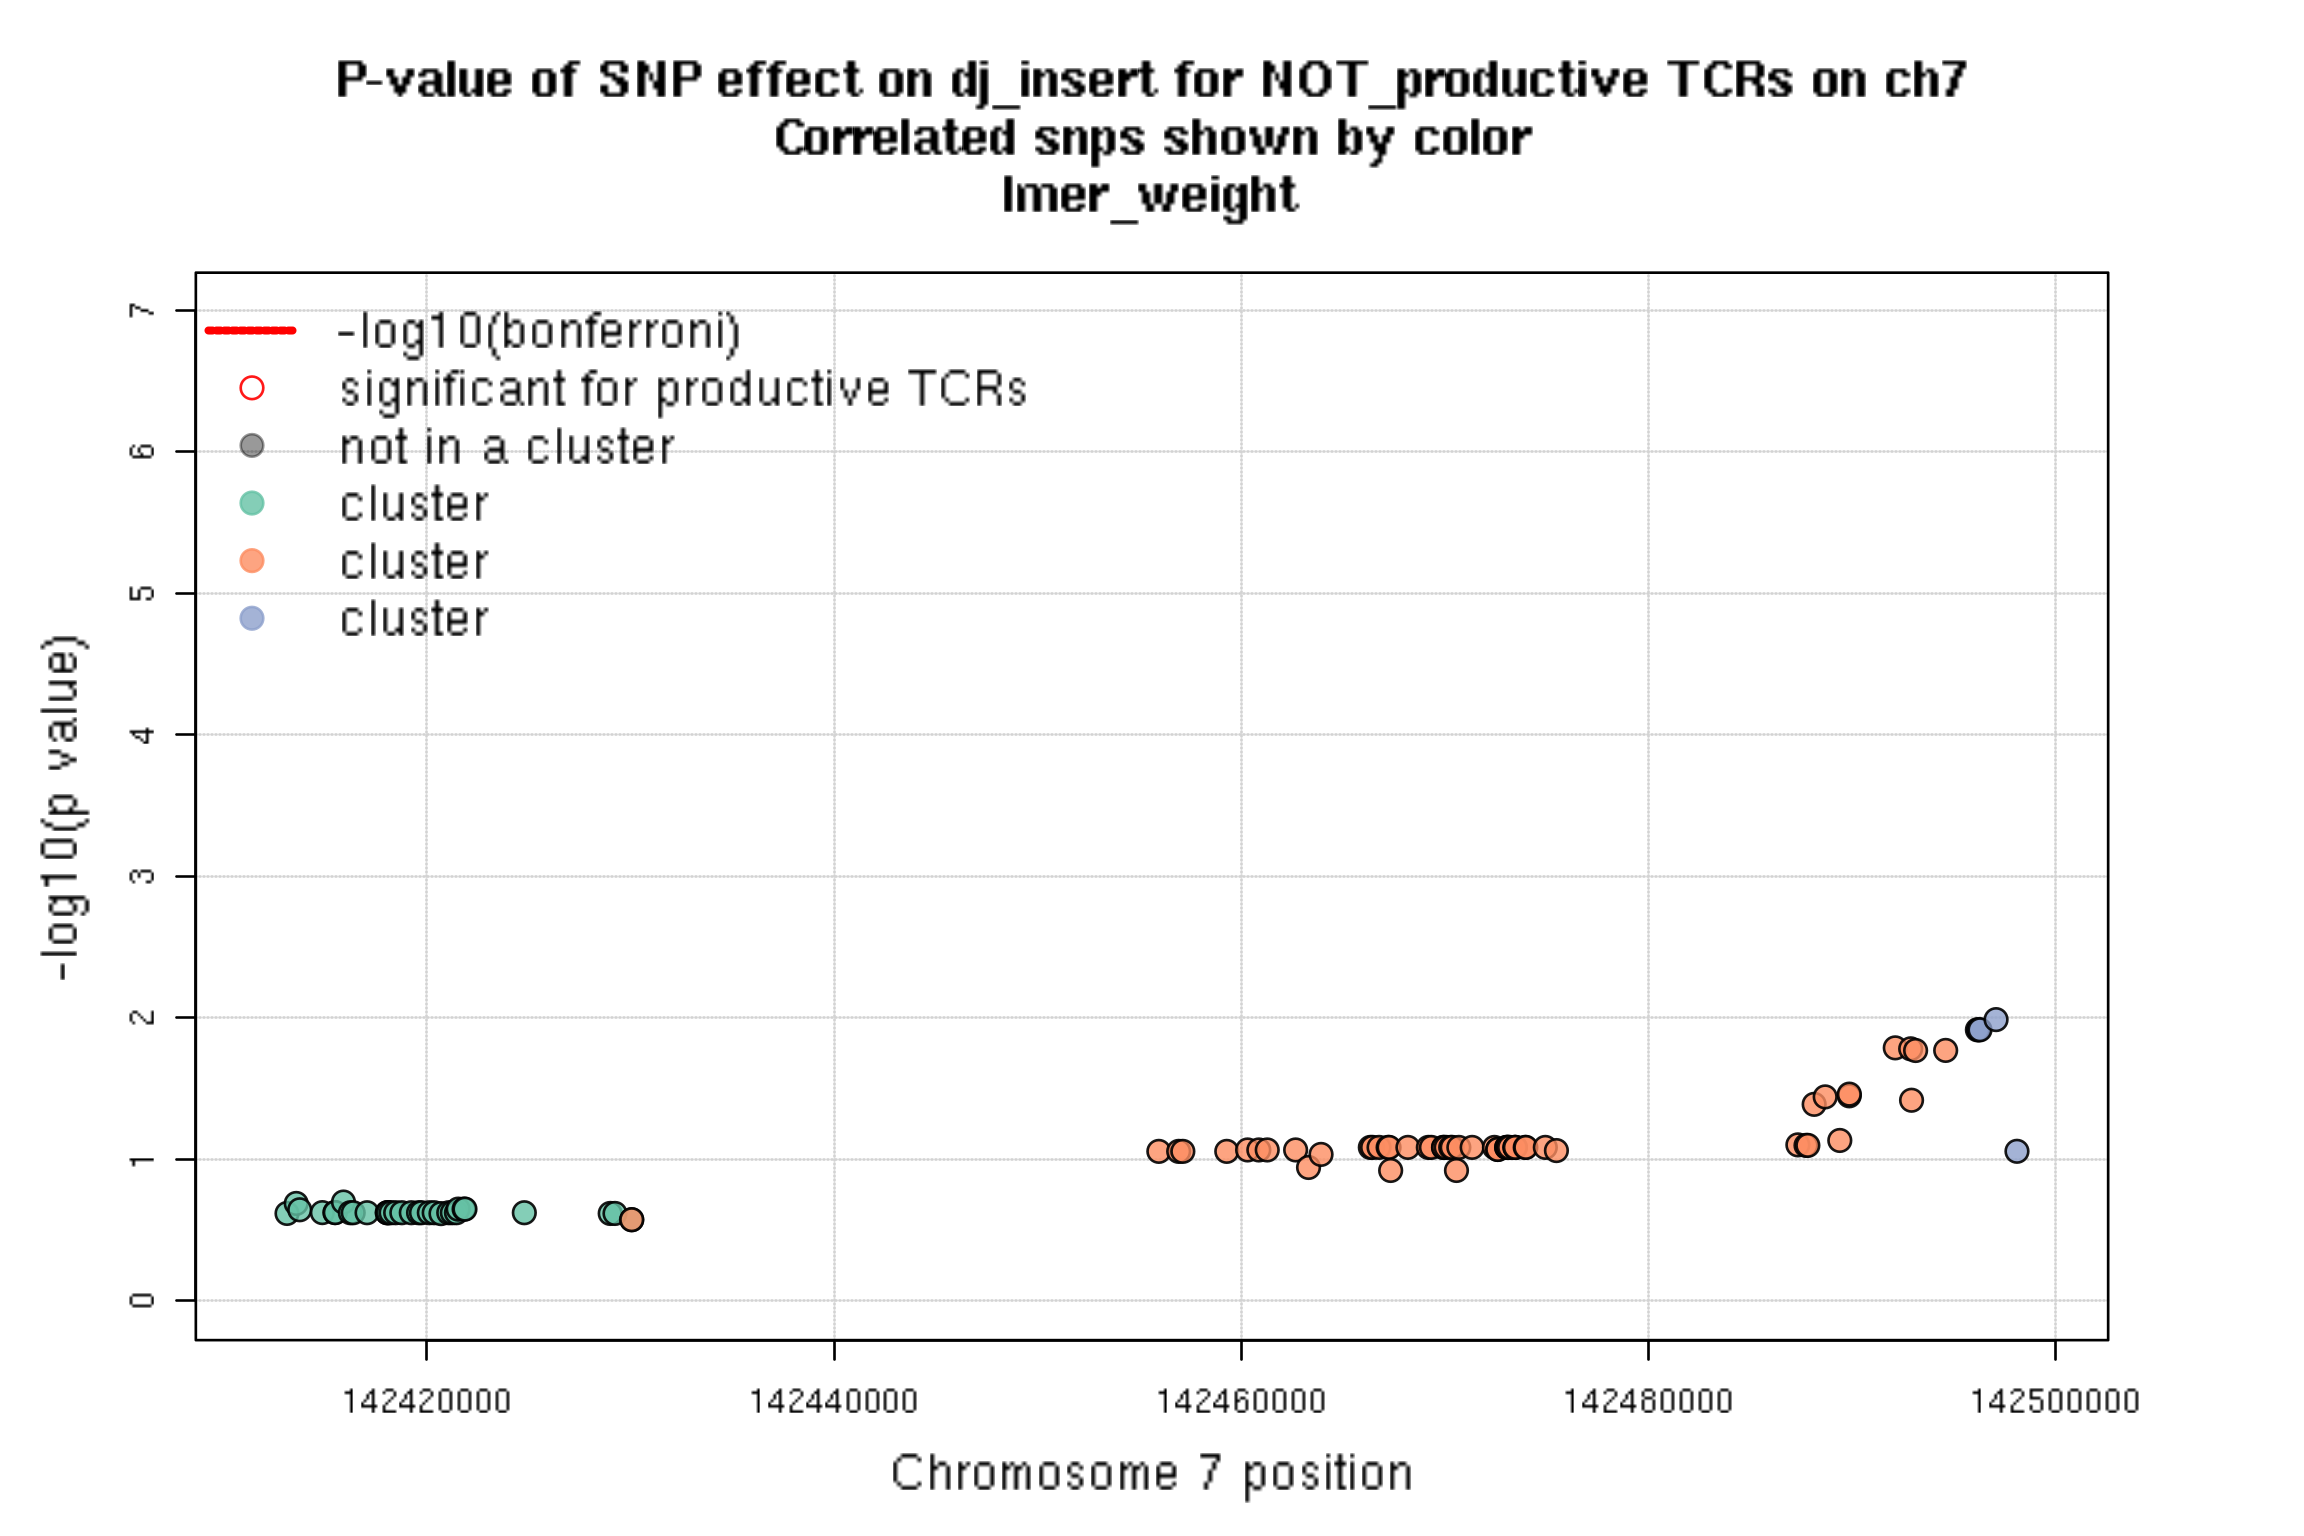 P-value of SNP effect on dj_insert for NOT_productive TCRs on ch7
Correlated snps shown by color
lmer_weight
-log10(bonferroni)
significant for productive TCRs
not in a cluster
cluster
cluster
cluster
-log10(p value)
7
6
5
4
3
2
1
0
142420000
142440000
142460000
142480000
142500000
Chromosome 7 position